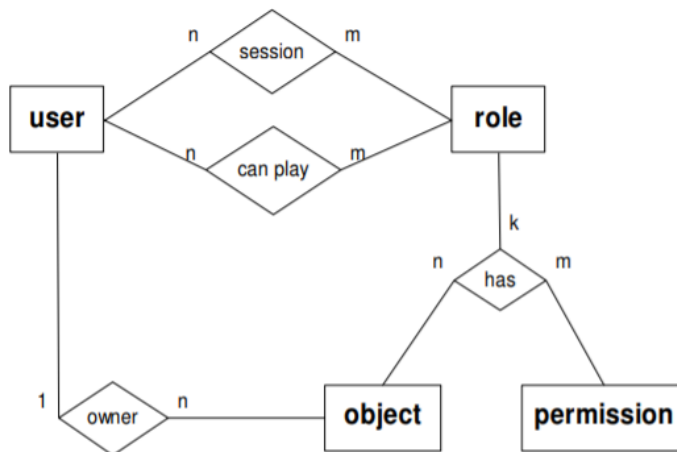 n m
session
user role
n m
can play
k
n has m
1 owner n
object permission